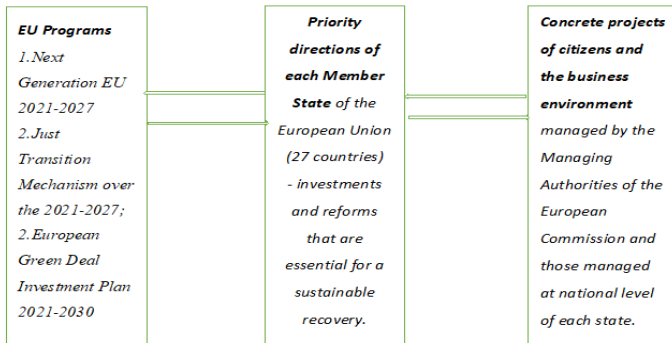 EU Programs
1.Next
Generation EU
2021-2027
2.Just
Transition
Mechanism over
the 2021-2027;
2.European
Green Deal
Investment Plan
2021-2030
Priority
directions of
each Member
State of the
European Union
(27 countries)
- investments
and reforms
that are
essential for a
sustainable
recovery.
Concrete projects
of citizens and
the business
environment
managed by the
Managing
Authorities of the
European
Commission and
those managed
at national level
of each state.